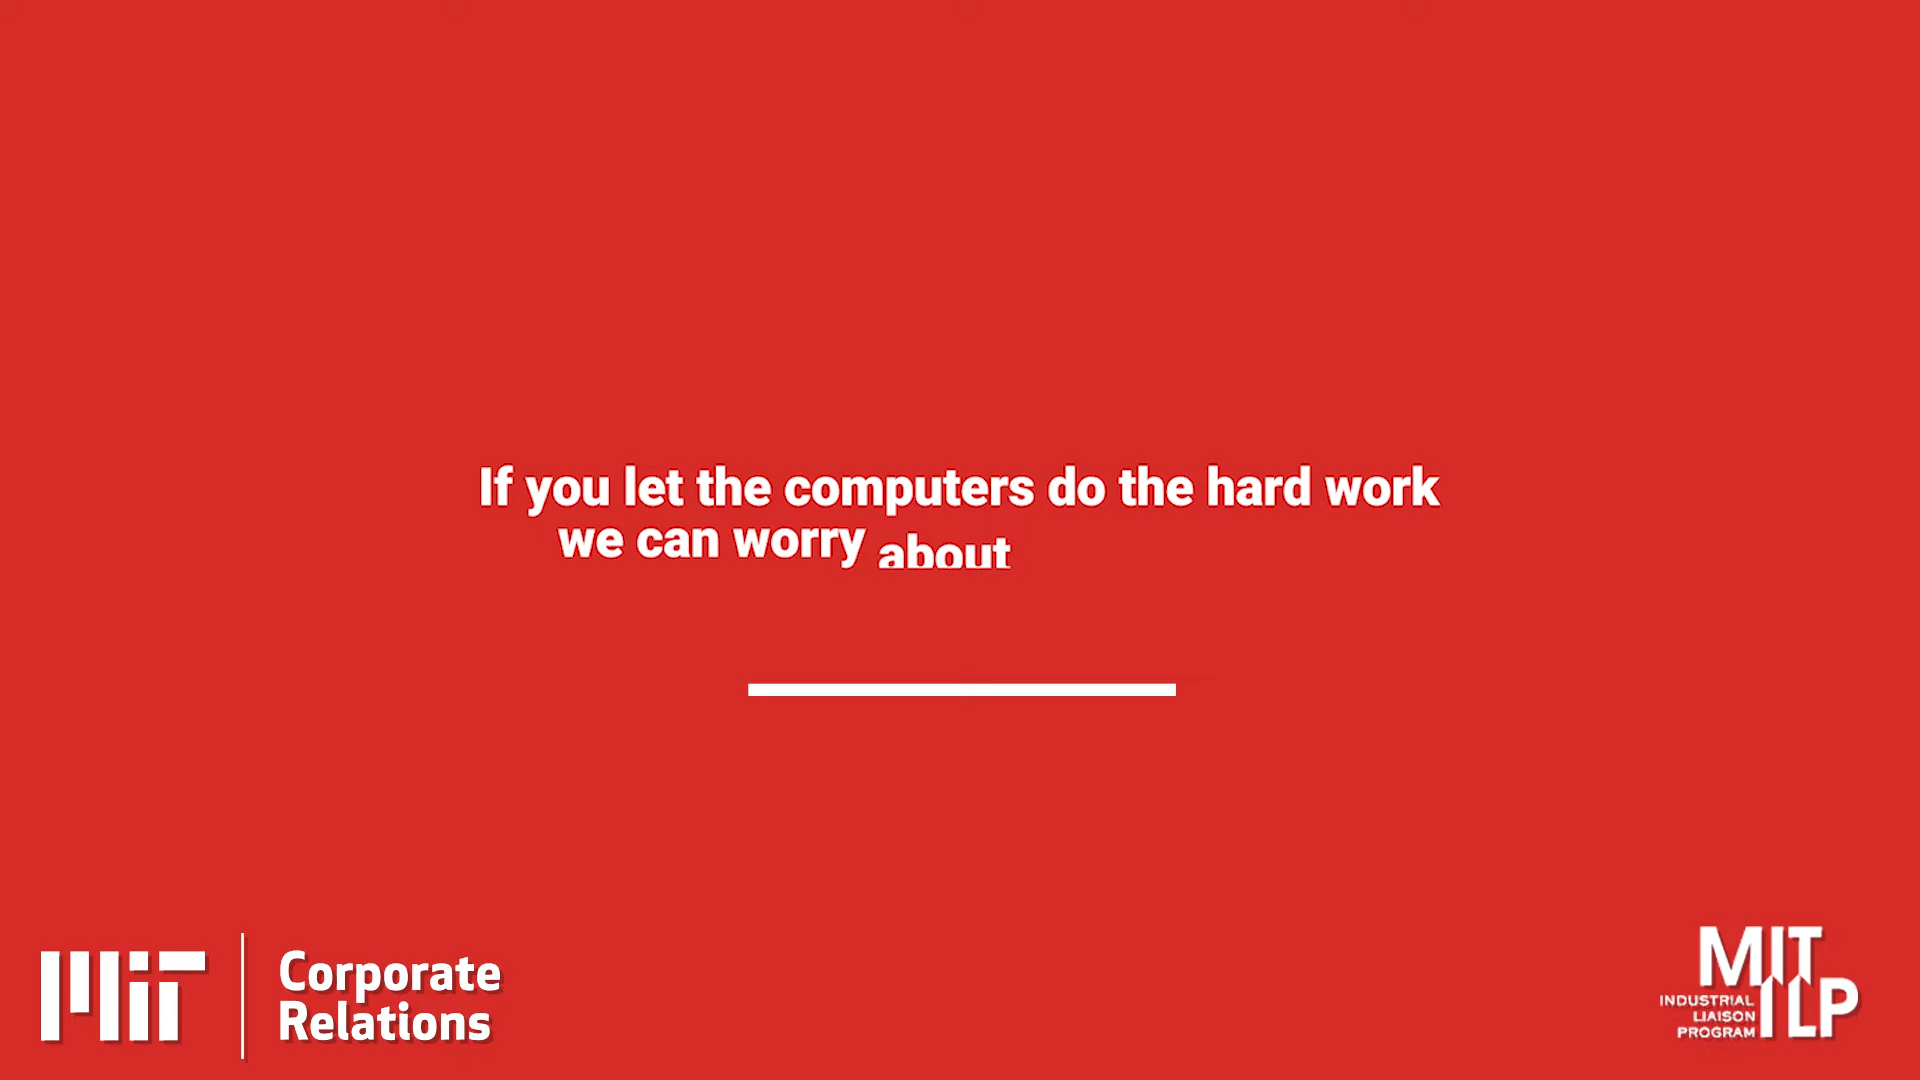 If you let the computers do the hard work
we can worry about
MIT
Corporate
Relations
MIT
ILP
INDUSTRIAL
LIAISON
PROGRAM